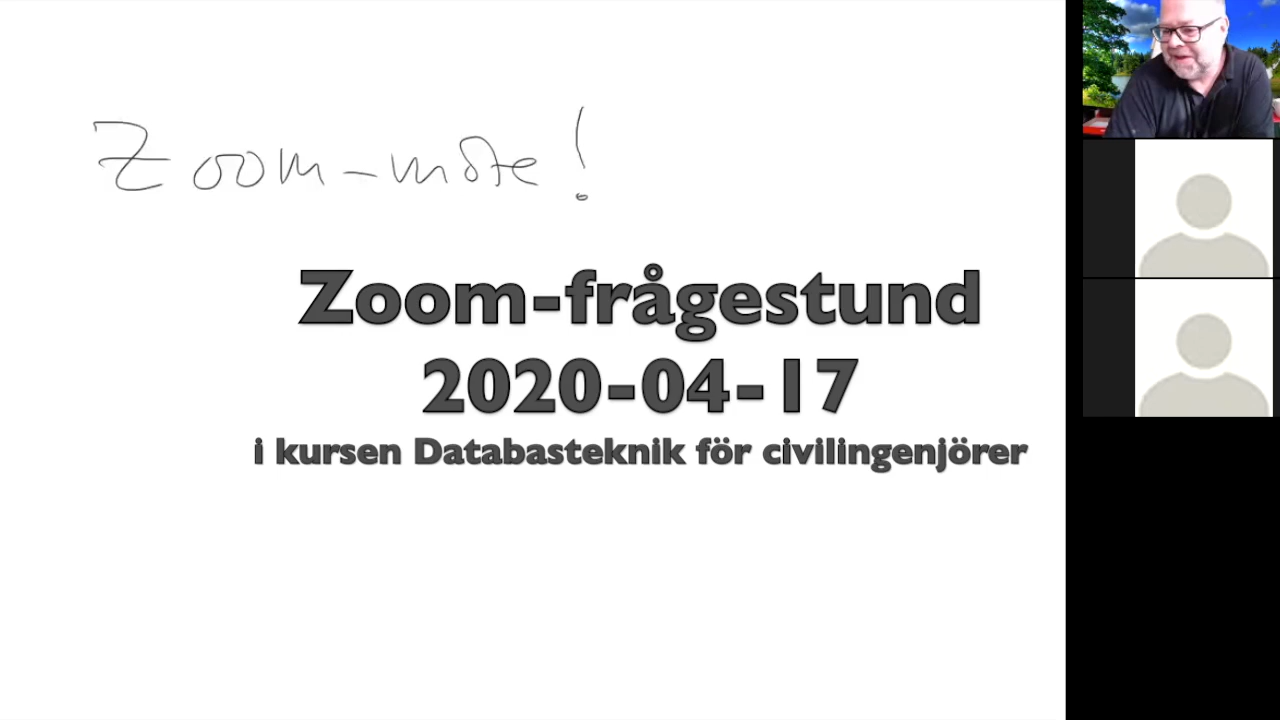 Zoom-möte!
Zoom-frågestund
2020-04-17
i kursen Databasteknik för civilingenjörer